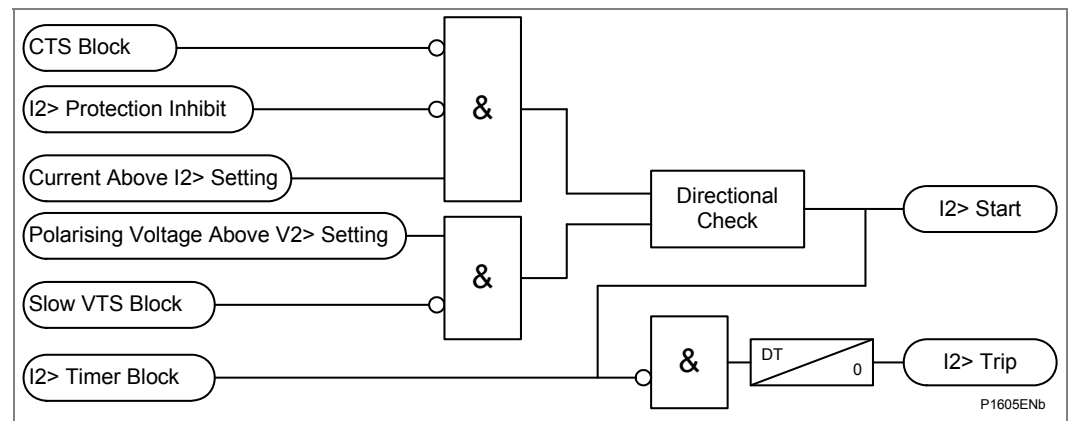 CTS Block
I2> Protection Inhibit
&
Current Above I2> Setting
Directional
Check
I2> Start
Polarising Voltage Above V2> Setting
&
Slow VTS Block
I2> Timer Block
&
DT
0
I2> Trip
P1605ENb